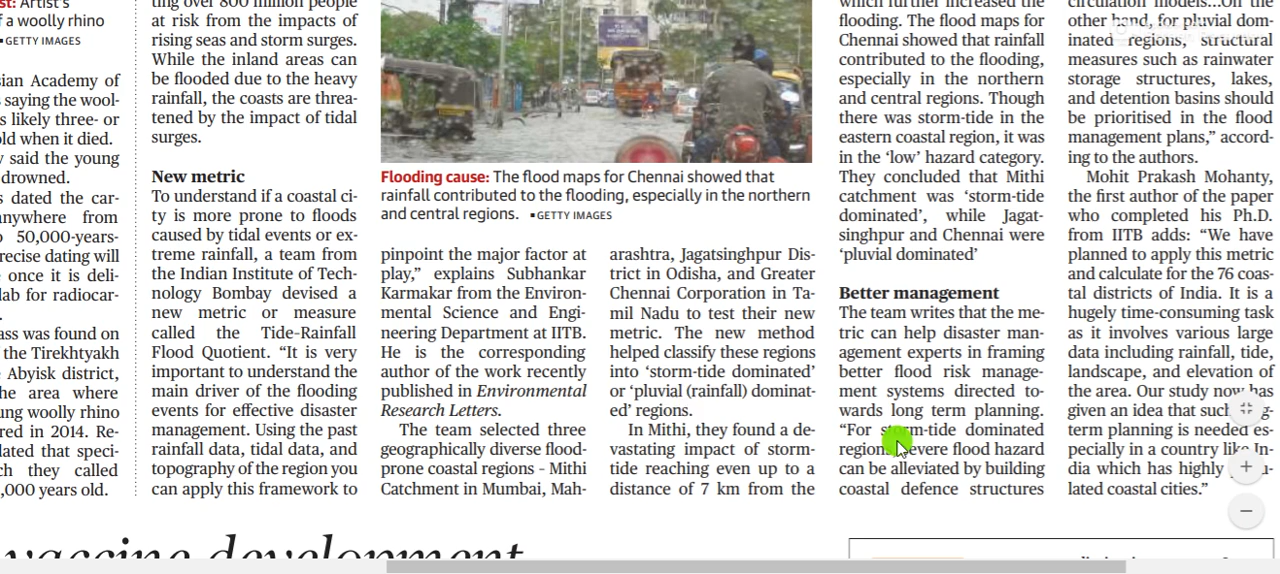 st: Artist's
f a woolly rhino
▪ GETTY IMAGES
sian Academy of
s saying the wool-
s likely three- or
old when it died.
y said the young
drowned.
s dated the car-
anywhere from
50,000-years-
recise dating will
once it is deli-
lab for radiocar-
ass was found on
the Tirekhtyakh
Abyisk district,
he area where
ung woolly rhino
red in 2014. Re-
lated that speci-
ch they called
,000 years old.
ting over 800 million people
at risk from the impacts of
rising seas and storm surges.
While the inland areas can
be flooded due to the heavy
rainfall, the coasts are threa-
tened by the impact of tidal
surges.
New metric
To understand if a coastal ci-
ty is more prone to floods
caused by tidal events or ex-
treme rainfall, a team from
the Indian Institute of Tech-
nology Bombay devised a
new metric or measure
called the Tide-Rainfall
Flood Quotient. “It is very
important to understand the
main driver of the flooding
events for effective disaster
management. Using the past
rainfall data, tidal data, and
topography of the region you
can apply this framework to
Flooding cause: The flood maps for Chennai showed that
rainfall contributed to the flooding, especially in the northern
and central regions. ▪ GETTY IMAGES
pinpoint the major factor at
play,” explains Subhankar
Karmakar from the Environ-
mental Science and Engi-
neering Department at IITB.
He is the corresponding
author of the work recently
published in Environmental
Research Letters.
The team selected three
geographically diverse flood-
prone coastal regions - Mithi
Catchment in Mumbai, Mah-
arashtra, Jagatsinghpur Dis-
trict in Odisha, and Greater
Chennai Corporation in Ta-
mil Nadu to test their new
metric. The new method
helped classify these regions
into ‘storm-tide dominated’
or ‘pluvial (rainfall) dominat-
ed’ regions.
In Mithi, they found a de-
vastating impact of storm-
tide reaching even up to a
distance of 7 km from the
which further increased the
flooding. The flood maps for
Chennai showed that rainfall
contributed to the flooding,
especially in the northern
and central regions. Though
there was storm-tide in the
eastern coastal region, it was
in the ‘low’ hazard category.
They concluded that Mithi
catchment was ‘storm-tide
dominated’, while Jagat-
singhpur and Chennai were
‘pluvial dominated’
Better management
The team writes that the me-
tric can help disaster man-
agement experts in framing
better flood risk manage-
ment systems directed to-
wards long term planning.
“For storm-tide dominated
regions, severe flood hazard
can be alleviated by building
coastal defence structures
circulation models...On the
other hand, for pluvial dom-
inated regions, structural
measures such as rainwater
storage structures, lakes,
and detention basins should
be prioritised in the flood
management plans,” accord-
ing to the authors.
Mohit Prakash Mohanty,
the first author of the paper
who completed his Ph.D.
from IITB adds: “We have
planned to apply this metric
and calculate for the 76 coas-
tal districts of India. It is a
hugely time-consuming task
as it involves various large
data including rainfall, tide,
landscape, and elevation of
the area. Our study now has
given an idea that such
term planning is needed es-
pecially in a country like In-
dia which has highly
lated coastal cities.”
vaccine development